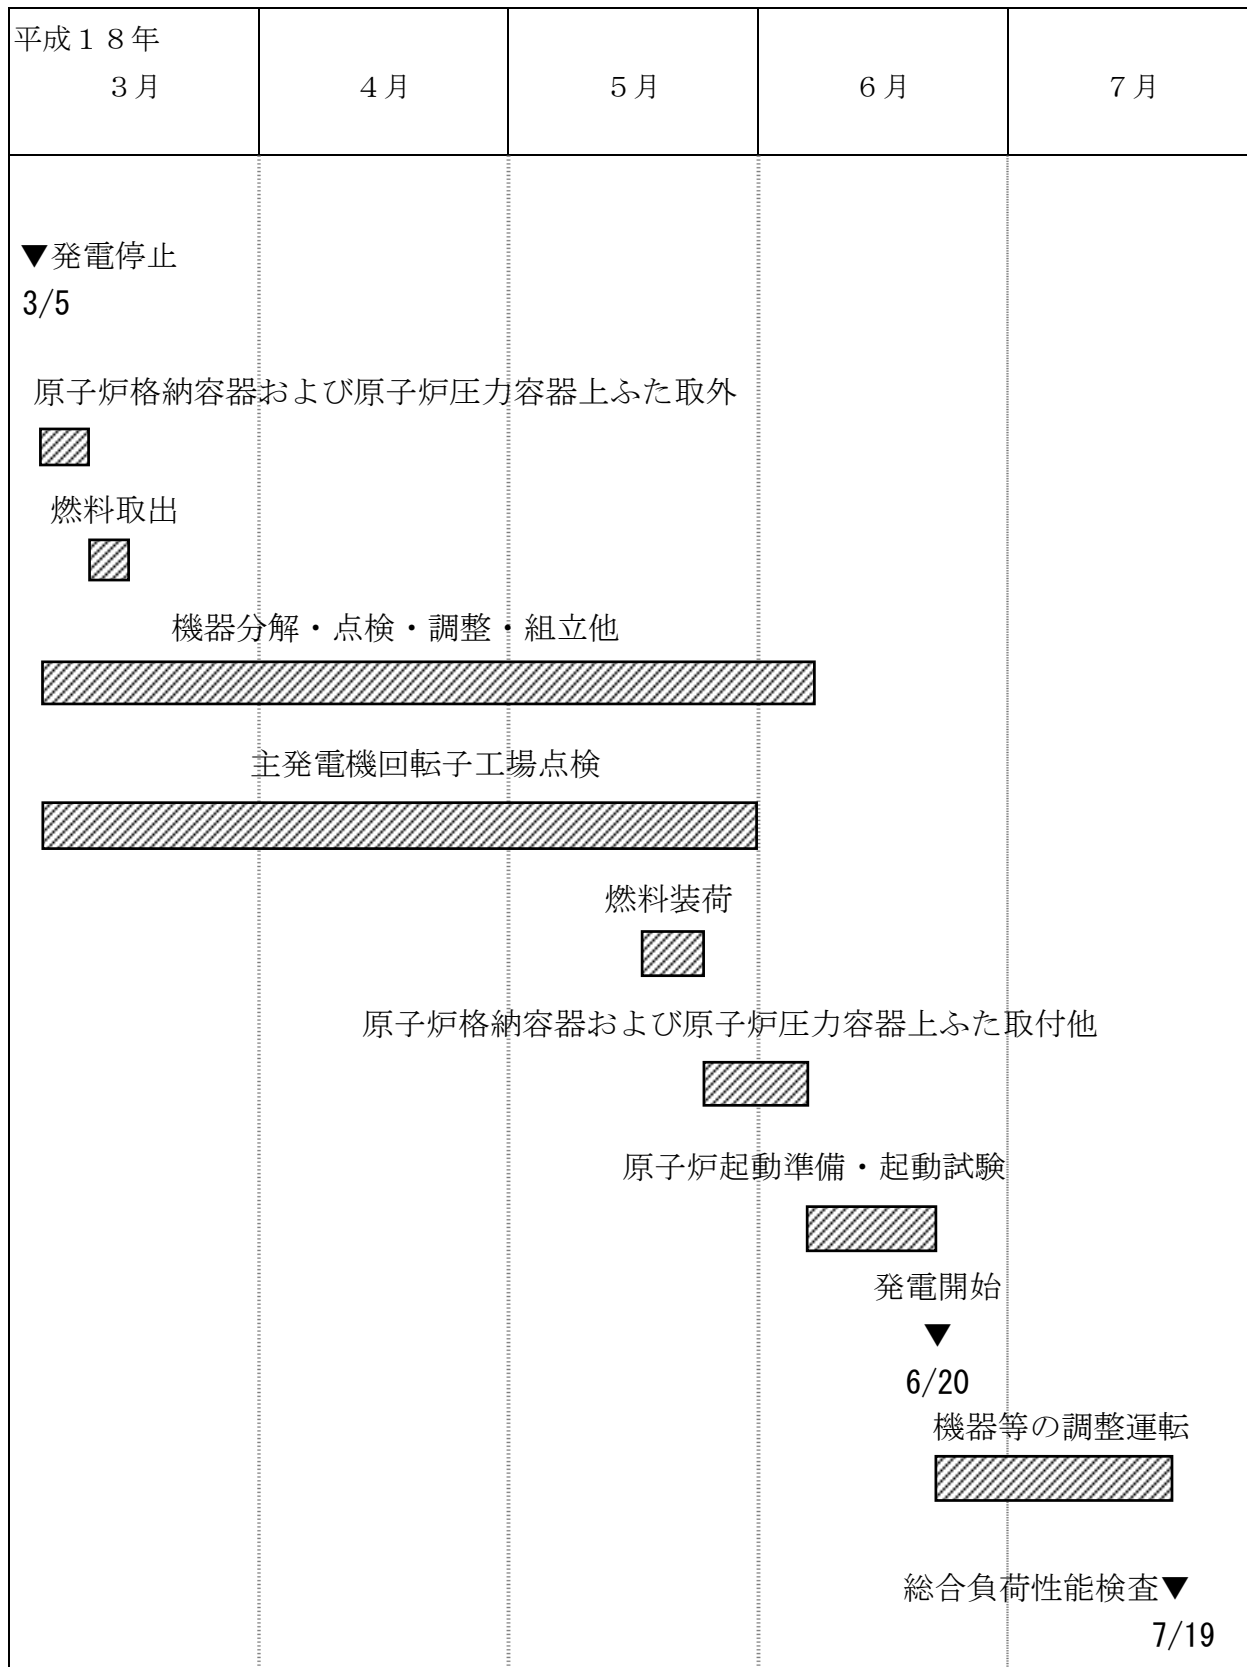 平成１８年
３月 ４月 ５月 ６月 ７月
▼発電停止
3/5
原子炉格納容器および原子炉圧力容器上ふた取外
燃料取出
機器分解・点検・調整・組立他
主発電機回転子工場点検
燃料装荷
原子炉格納容器および原子炉圧力容器上ふた取付他
原子炉起動準備・起動試験
発電開始
▼
6/20
機器等の調整運転
総合負荷性能検査▼
7/19